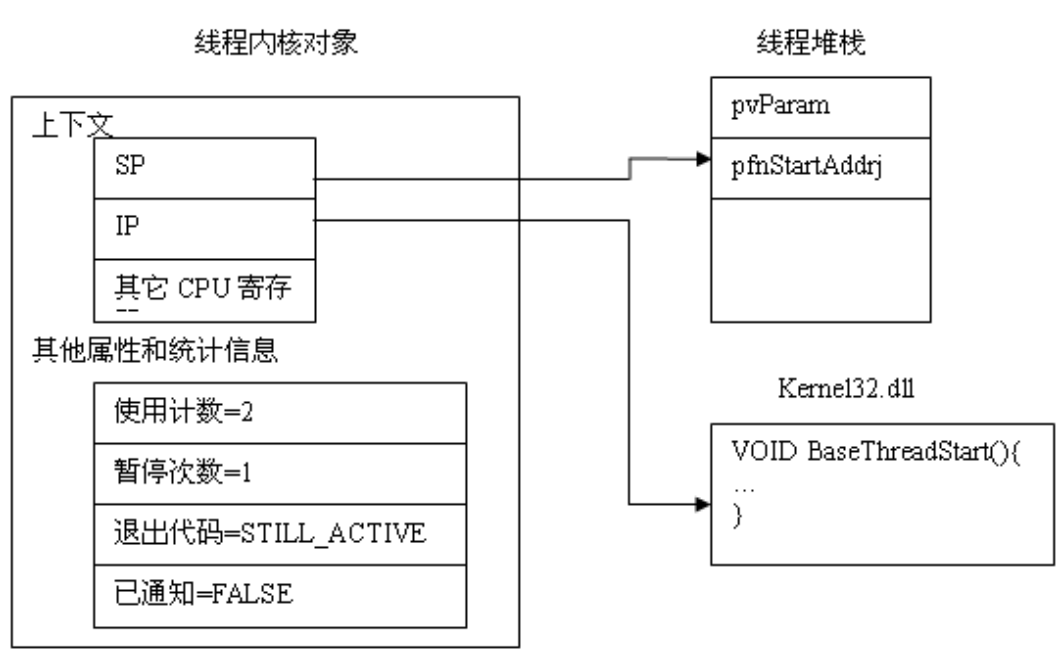 线程内核对象
线程堆栈
上下文
SP
IP
其它 CPU 寄存
其他属性和统计信息
使用计数=2
暂停次数=1
退出代码=STILL_ACTIVE
已通知=FALSE
pvParam
pfnStartAddrj
Kernel32.dll
VOID BaseThreadStart(){
...
}